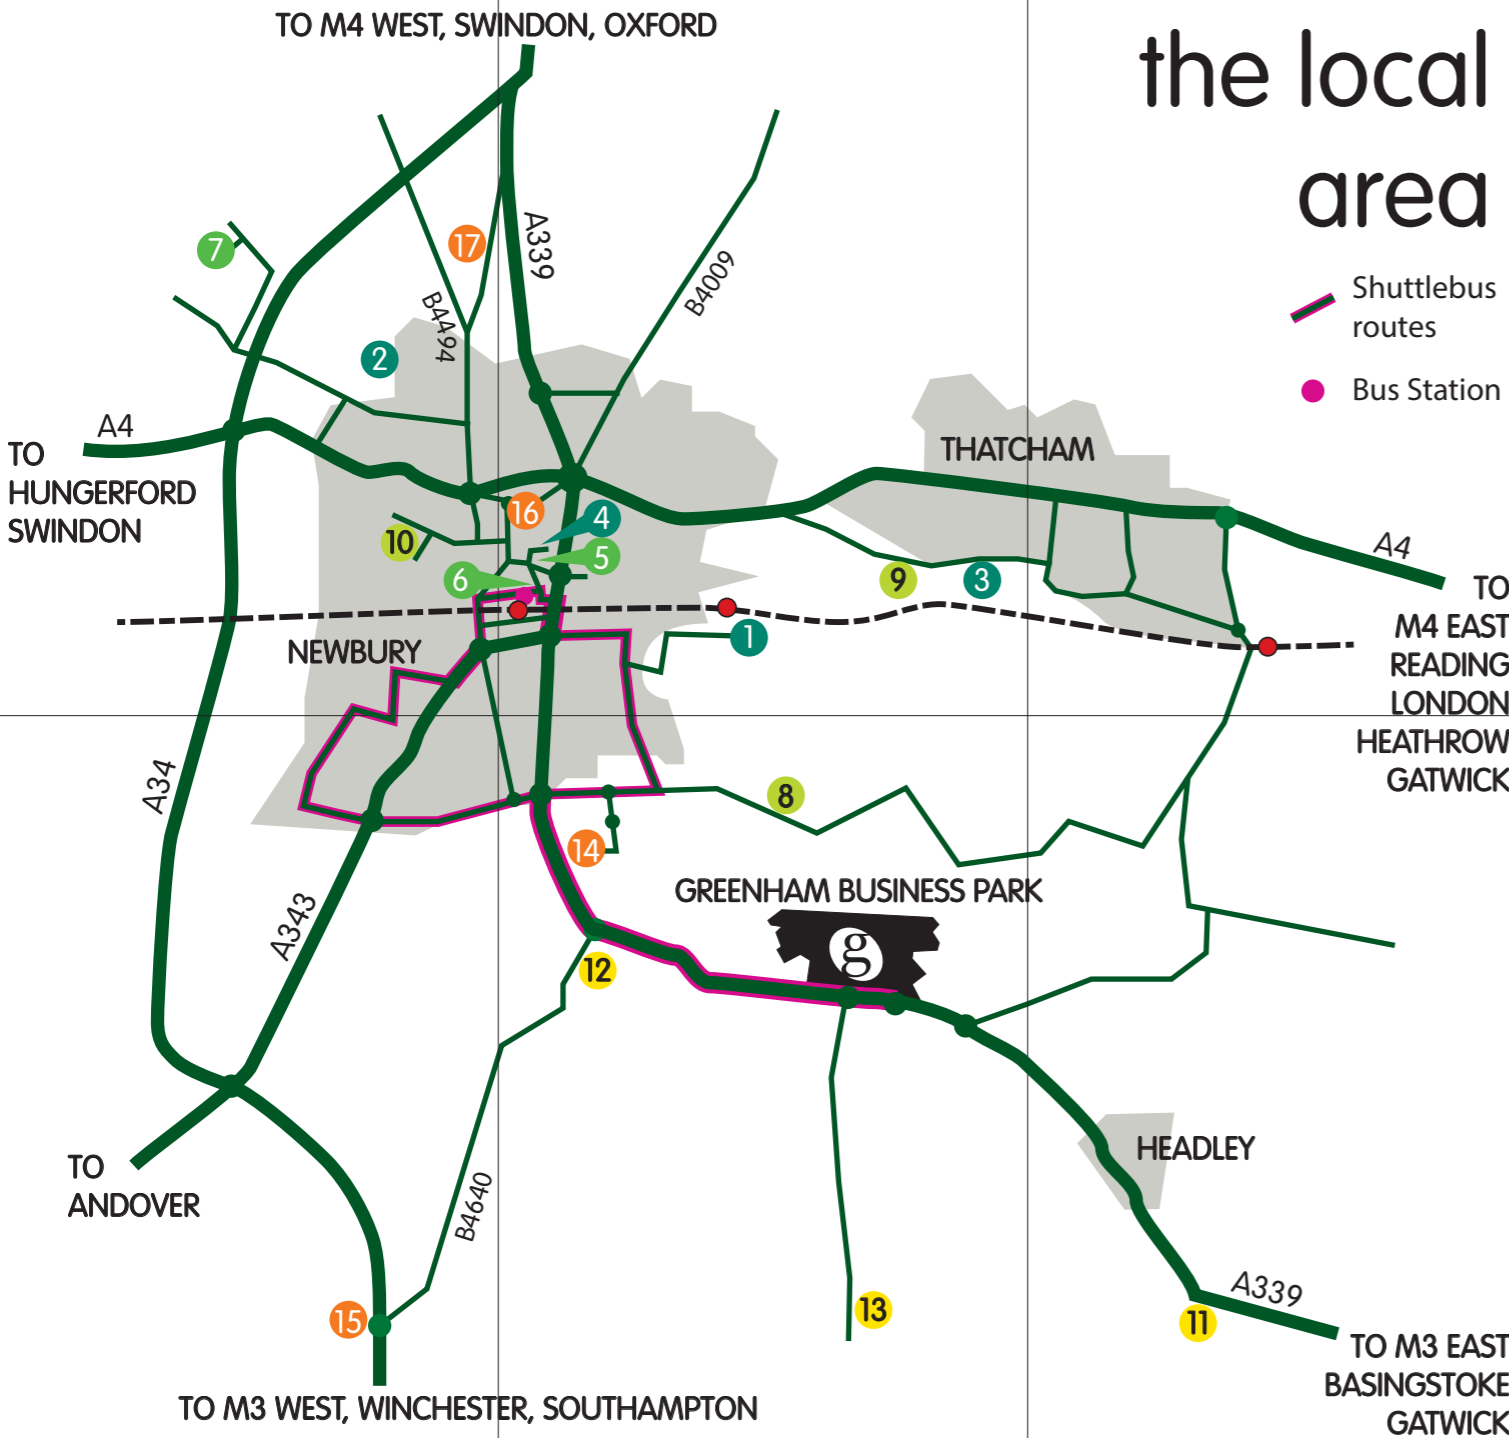 TO M4 WEST, SWINDON, OXFORD
the local
area
Shuttlebus
routes
Bus Station
7
17
A339
B4009
B4494
2
A4
TO
HUNGERFORD
SWINDON
THATCHAM
16
4
10
5
6
9
3
A4
TO
M4 EAST
READING
LONDON
HEATHROW
GATWICK
NEWBURY
1
A34
8
14
GREENHAM BUSINESS PARK
g
A343
12
HEADLEY
TO
ANDOVER
B4640
15
13
A339
11
TO M3 EAST
BASINGSTOKE
GATWICK
TO M3 WEST, WINCHESTER, SOUTHAMPTON